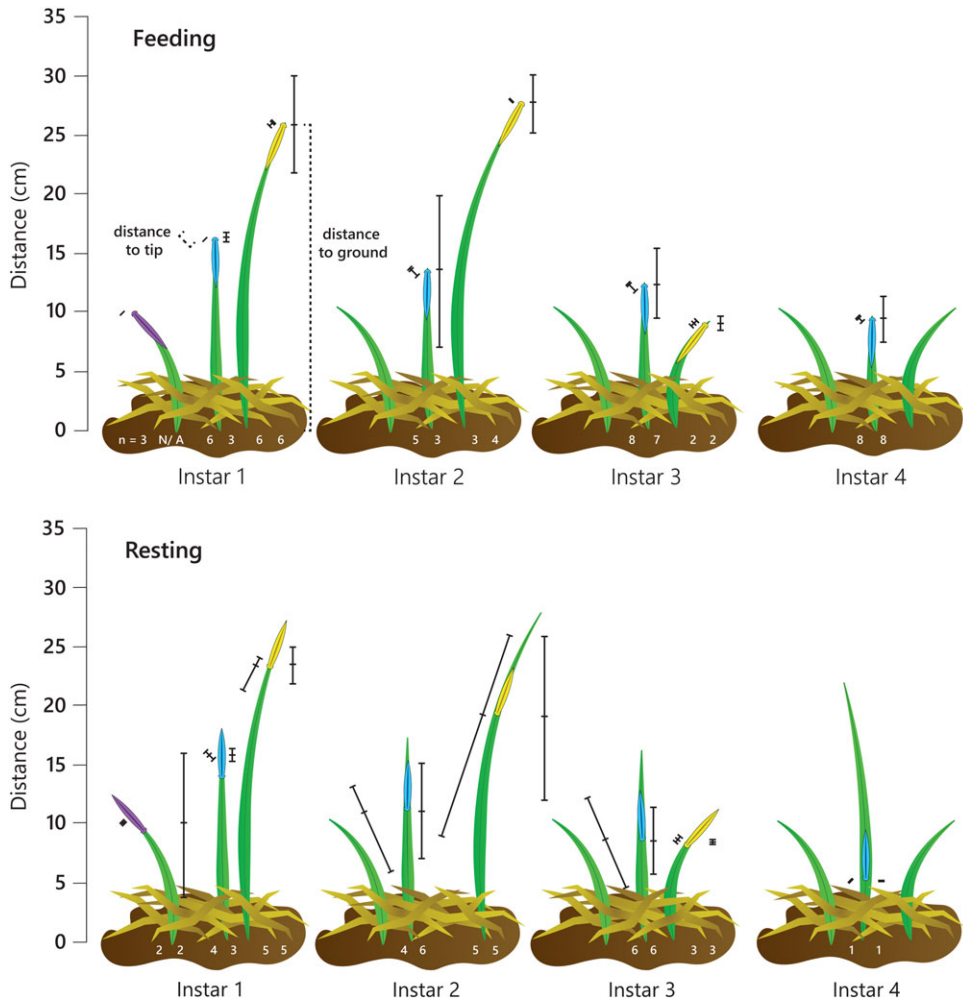 Feeding
Distance (cm)
35
30
25
20
15
10
5
0
distance
to tip
distance
to ground
n = 3 N/ A 6 3 6 6
5 3 3 4
8 7 2 2
8 8
Instar 1
Instar 2
Instar 3
Instar 4
Resting
Distance (cm)
35
30
25
20
15
10
5
0
2 2 4 3 5 5
4 6 5 5
6 6 3 3
1 1
Instar 1
Instar 2
Instar 3
Instar 4